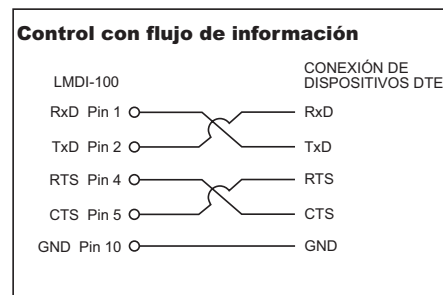 Control con flujo de información
LMDI-100
CONEXIÓN DE
DISPOSITIVOS DTE
RxD Pin 1
RxD
TxD Pin 2
TxD
RTS Pin 4
RTS
CTS Pin 5
CTS
GND Pin 10
GND